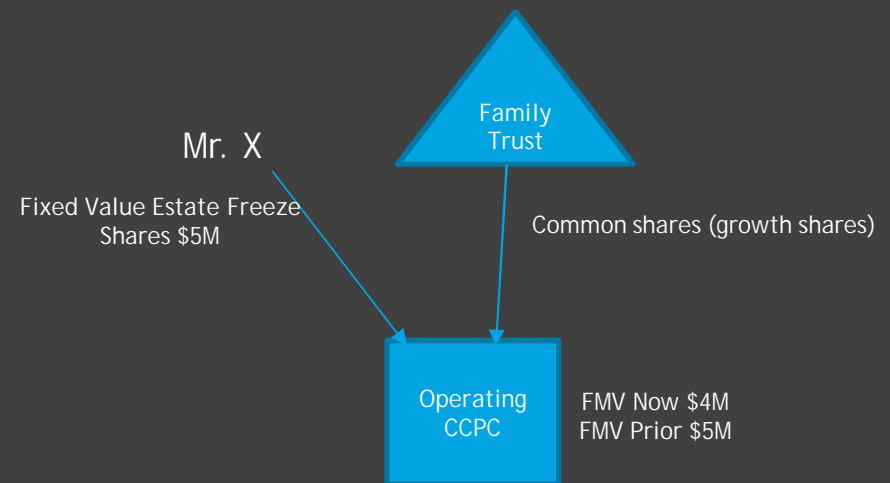 Family
Trust
Mr. X
Fixed Value Estate Freeze
Shares $5M
Common shares (growth shares)
Operating
CCPC
FMV Now $4M
FMV Prior $5M